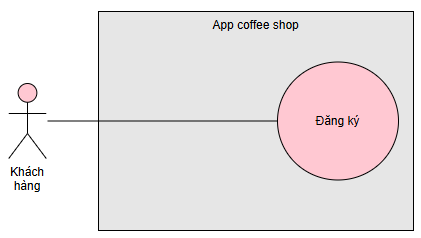 App coffee shop
Đăng ký
Khách
hàng